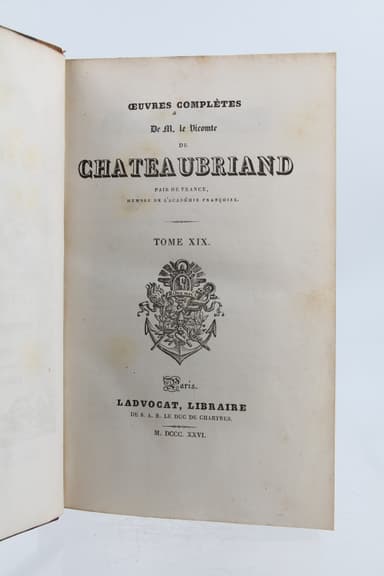 ŒUVRES COMPLÈTES
De M. le Vicomte
DE
CHATEAUBRIAND
PAIR DE FRANCE,
MEMBRE DE L'ACADÉMIE FRANÇOISE.
TOME XIX.
Paris.
LADVOCAT, LIBRAIRE
DE S. A. R. LE DUC DE CHARTRES.
M. DCCC. XXVI.